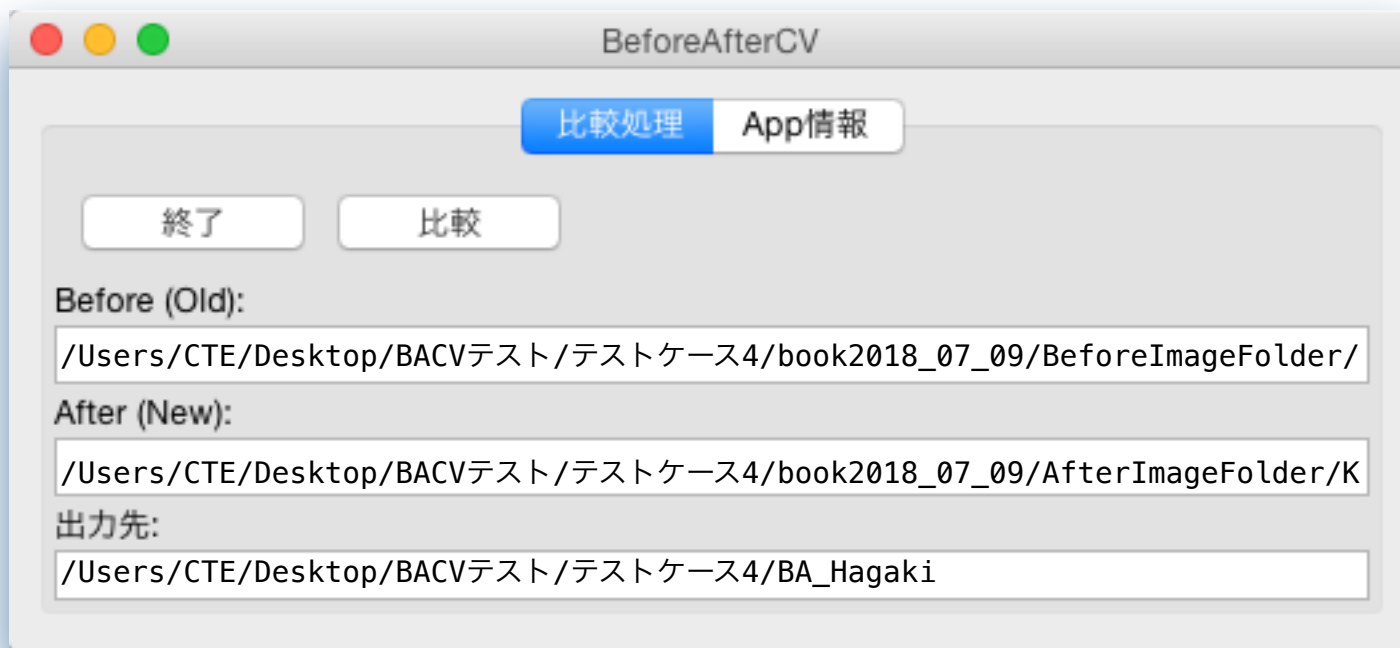 BeforeAfterCV
比較処理 App情報
終了 比較
Before (Old):
/Users/CTE/Desktop/BACVテスト/テストケース4/book2018_07_09/BeforeImageFolder/
After (New):
/Users/CTE/Desktop/BACVテスト/テストケース4/book2018_07_09/AfterImageFolder/K
出力先:
/Users/CTE/Desktop/BACVテスト/テストケース4/BA_Hagaki